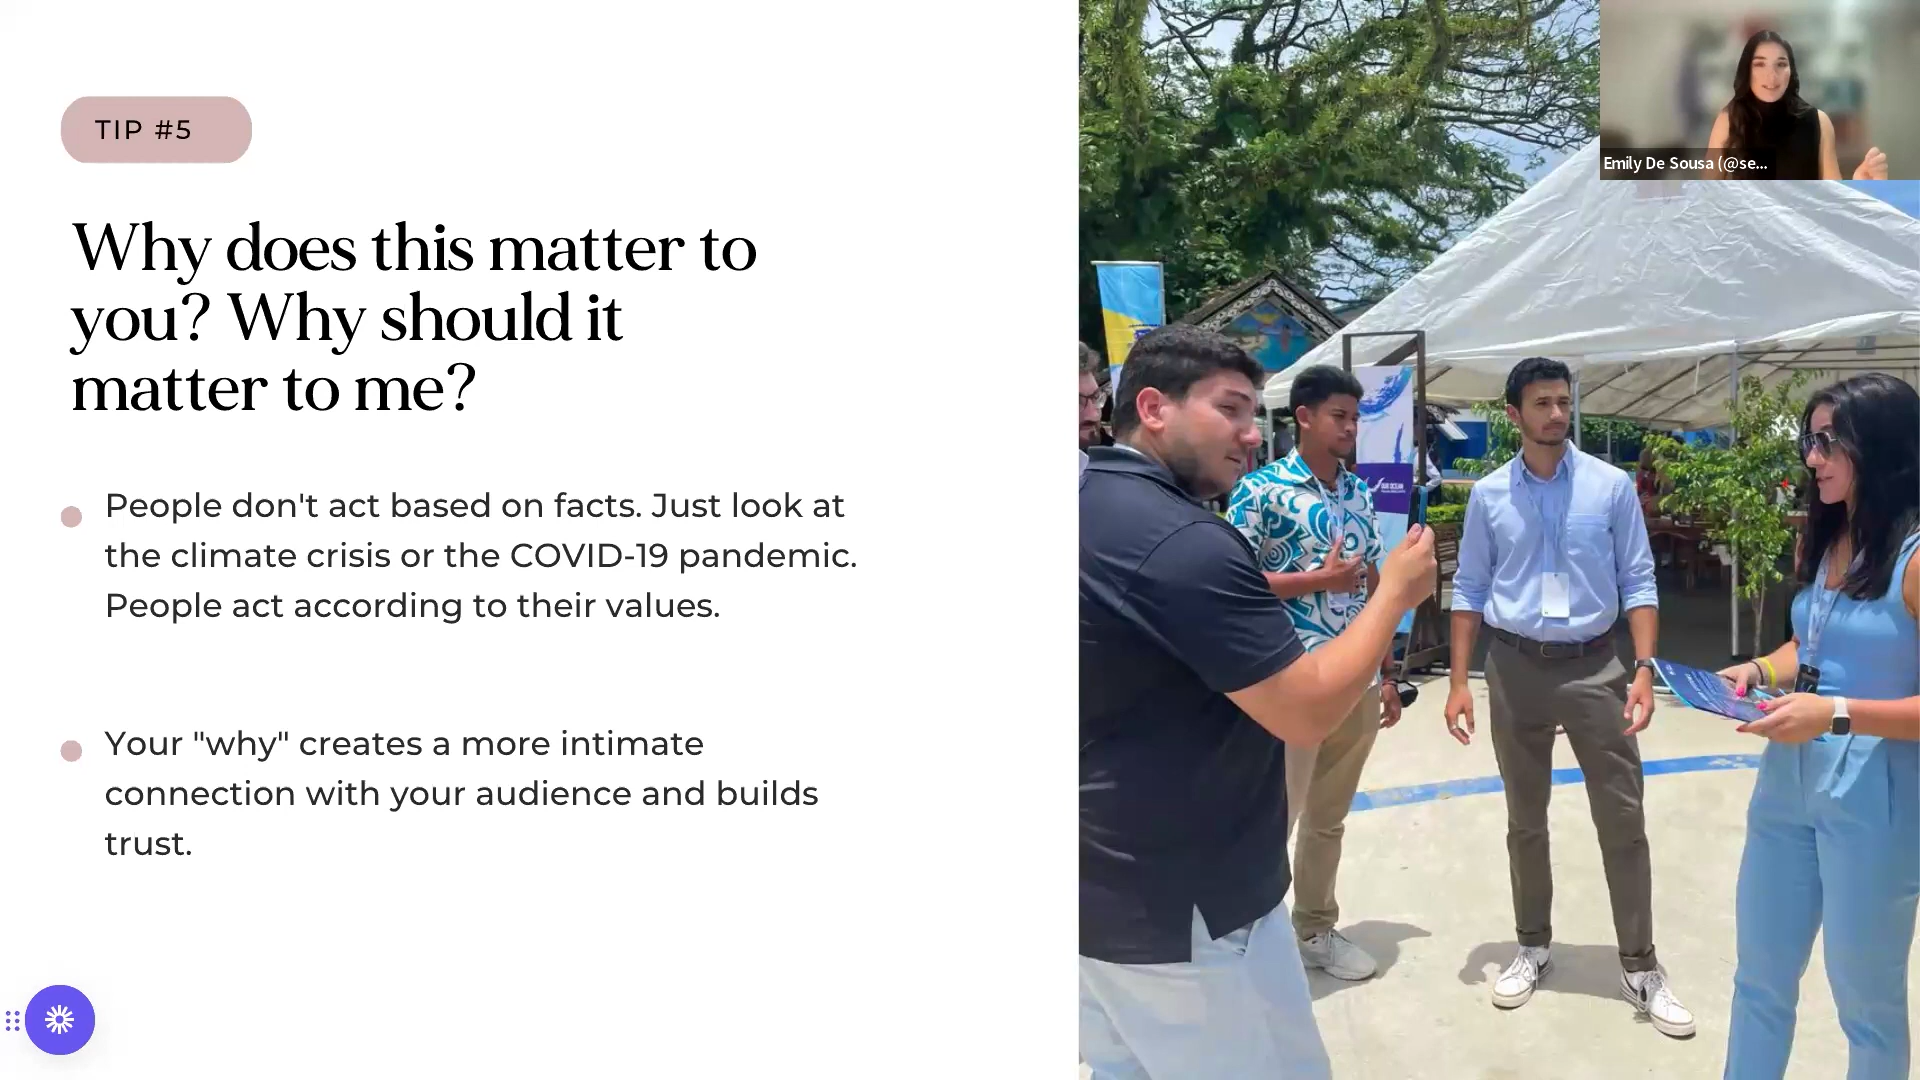 TIP #5
Why does this matter to
you? Why should it
matter to me?
People don't act based on facts. Just look at
the climate crisis or the COVID-19 pandemic.
People act according to their values.
Your "why" creates a more intimate
connection with your audience and builds
trust.
Emily De Sousa (@se...
OUR OCEAN